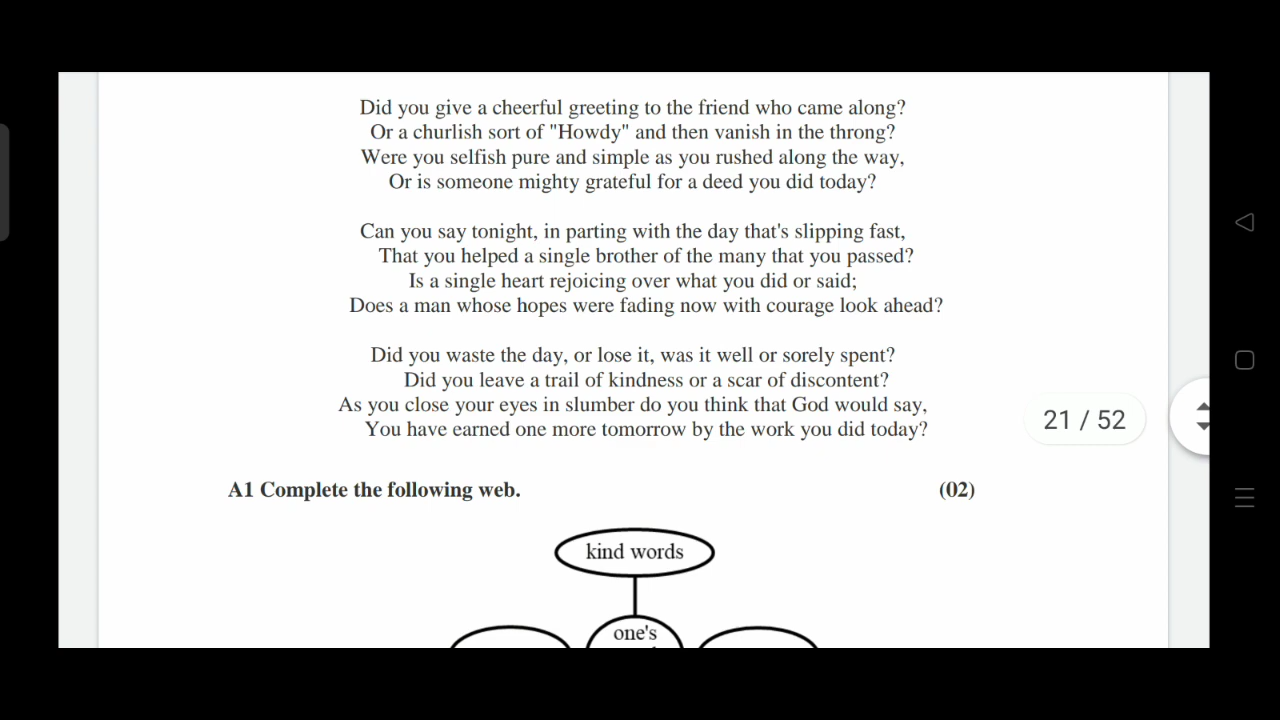 Did you give a cheerful greeting to the friend who came along?
Or a churlish sort of "Howdy" and then vanish in the throng?
Were you selfish pure and simple as you rushed along the way,
Or is someone mighty grateful for a deed you did today?
Can you say tonight, in parting with the day that's slipping fast,
That you helped a single brother of the many that you passed?
Is a single heart rejoicing over what you did or said;
Does a man whose hopes were fading now with courage look ahead?
Did you waste the day, or lose it, was it well or sorely spent?
Did you leave a trail of kindness or a scar of discontent?
As you close your eyes in slumber do you think that God would say,
You have earned one more tomorrow by the work you did today?
21 / 52
A1 Complete the following web. (02)
kind words
one's